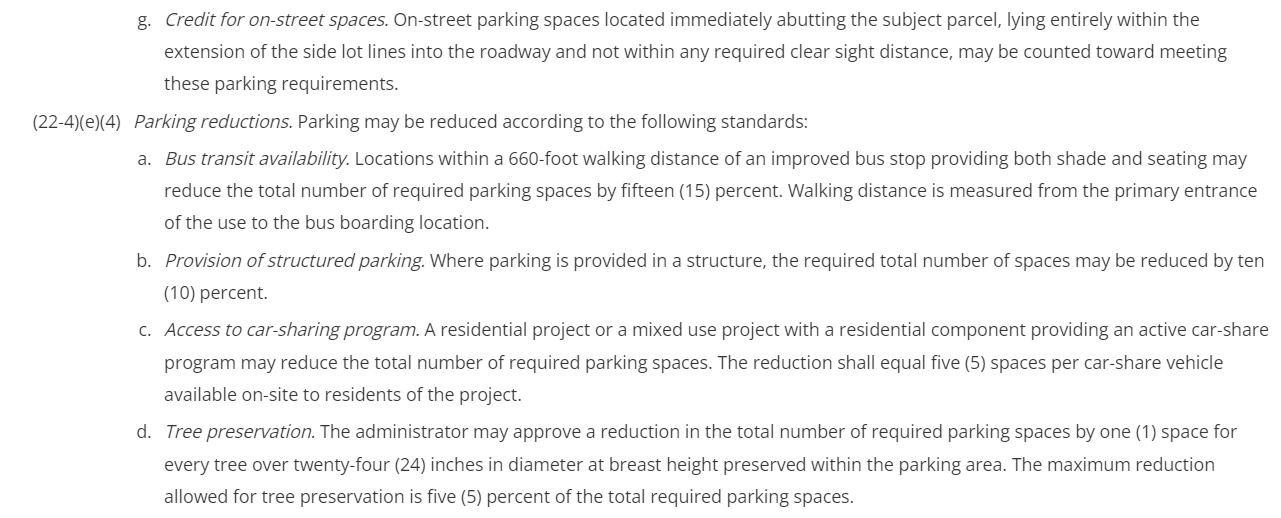 g. Credit for on-street spaces. On-street parking spaces located immediately abutting the subject parcel, lying entirely within the
extension of the side lot lines into the roadway and not within any required clear sight distance, may be counted toward meeting
these parking requirements.
(22-4)(e)(4) Parking reductions. Parking may be reduced according to the following standards:
a. Bus transit availability. Locations within a 660-foot walking distance of an improved bus stop providing both shade and seating may
reduce the total number of required parking spaces by fifteen (15) percent. Walking distance is measured from the primary entrance
of the use to the bus boarding location.
b. Provision of structured parking. Where parking is provided in a structure, the required total number of spaces may be reduced by ten
(10) percent.
c. Access to car-sharing program. A residential project or a mixed use project with a residential component providing an active car-share
program may reduce the total number of required parking spaces. The reduction shall equal five (5) spaces per car-share vehicle
available on-site to residents of the project.
d. Tree preservation. The administrator may approve a reduction in the total number of required parking spaces by one (1) space for
every tree over twenty-four (24) inches in diameter at breast height preserved within the parking area. The maximum reduction
allowed for tree preservation is five (5) percent of the total required parking spaces.